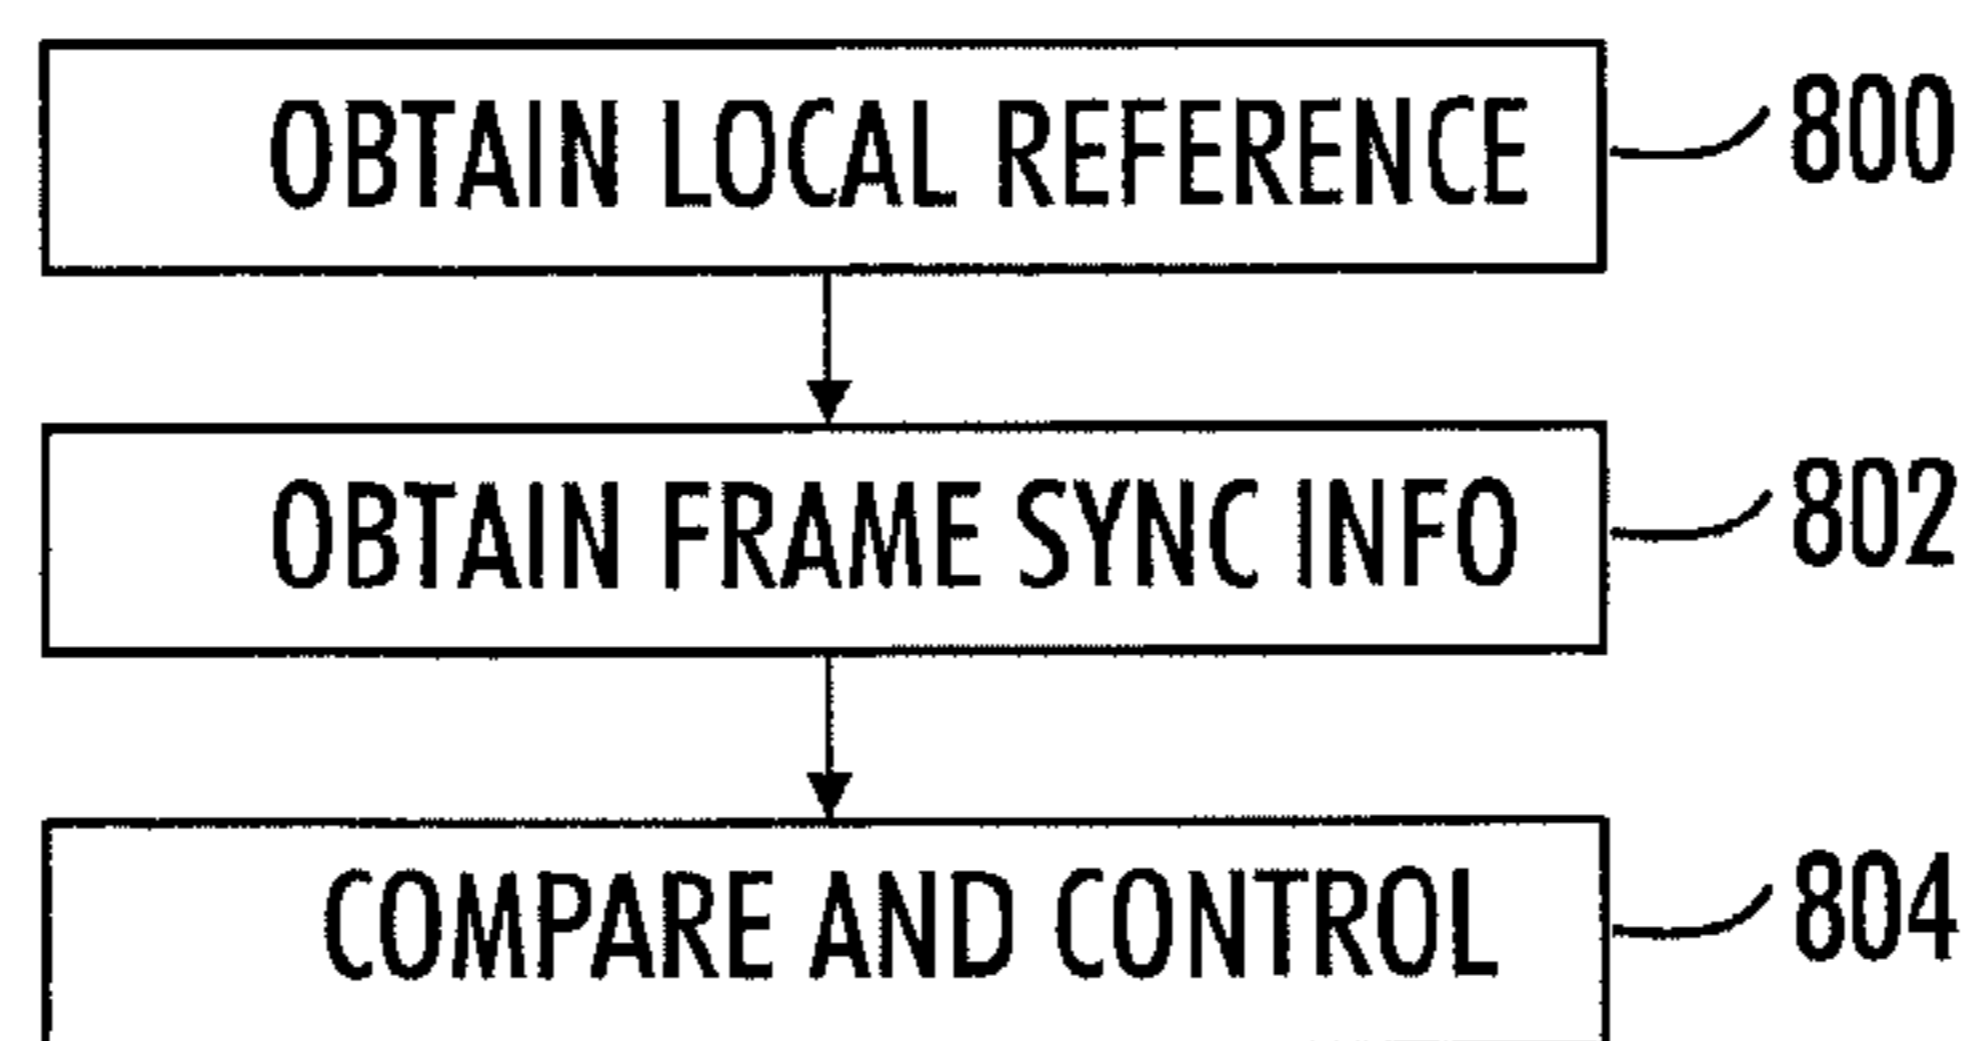 OBTAIN LOCAL REFERENCE 800
OBTAIN FRAME SYNC INFO 802
COMPARE AND CONTROL 804